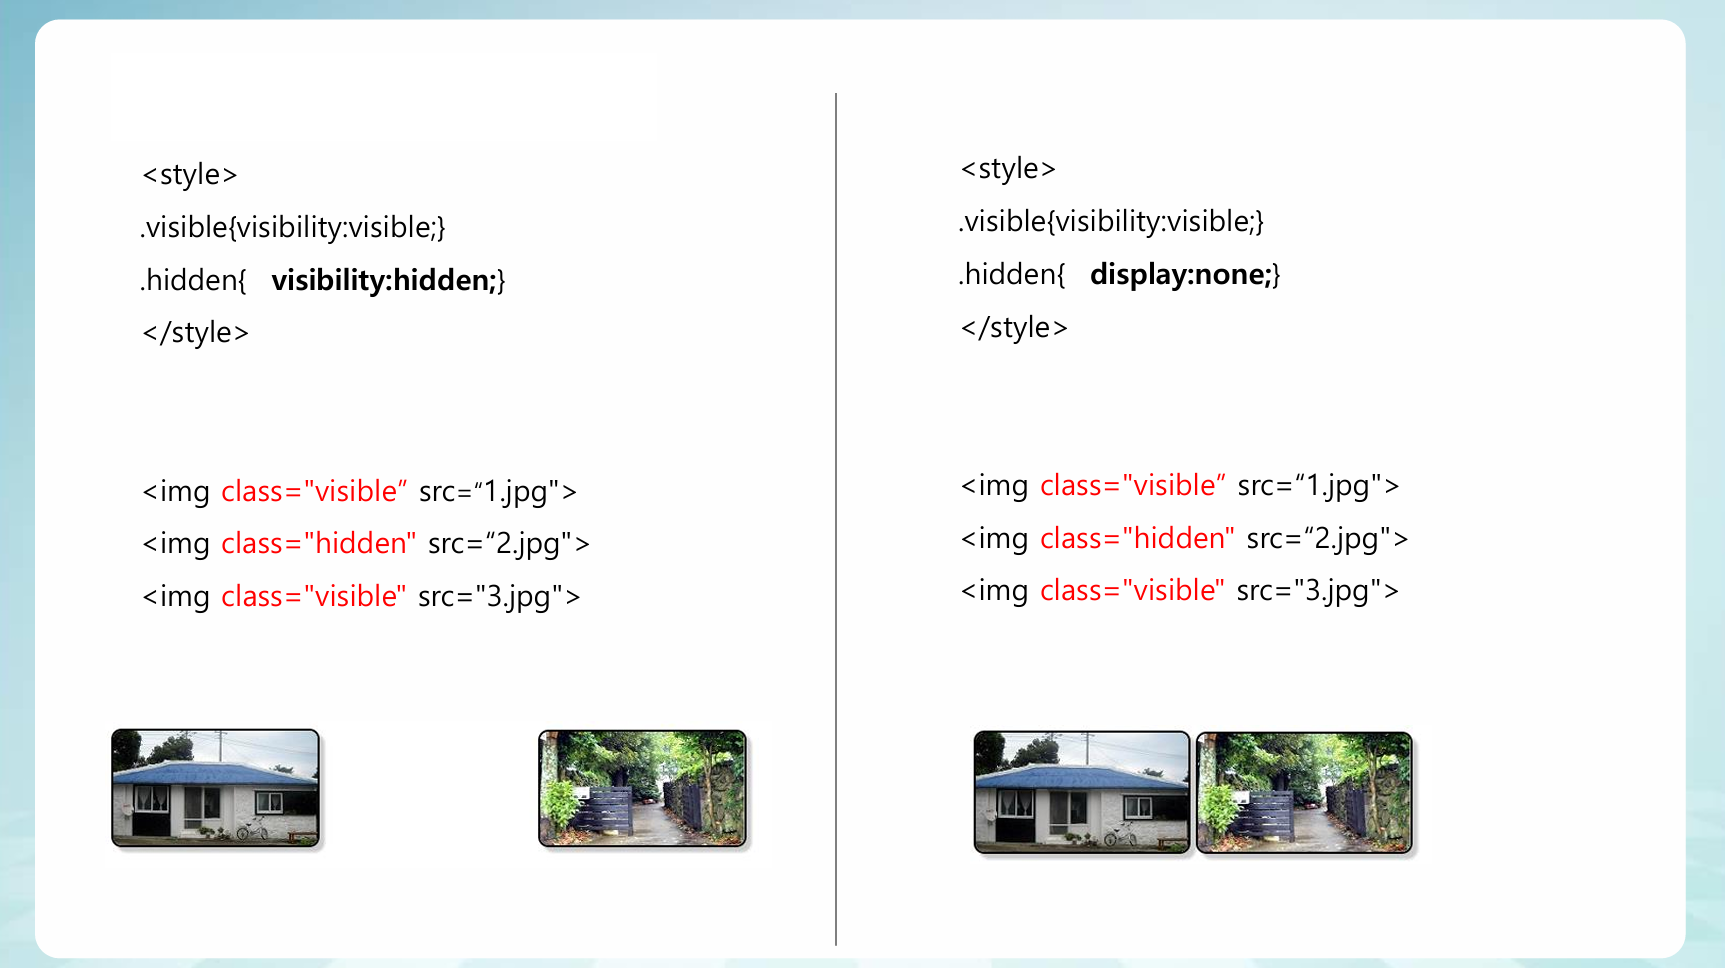 <style>
.visible{visibility:visible;}
.hidden{ visibility:hidden;}
</style>
<img class="visible” src=“1.jpg">
<img class="hidden" src=“2.jpg">
<img class="visible" src="3.jpg">
<style>
.visible{visibility:visible;}
.hidden{ display:none;}
</style>
<img class="visible” src=“1.jpg">
<img class="hidden" src=“2.jpg">
<img class="visible" src="3.jpg">